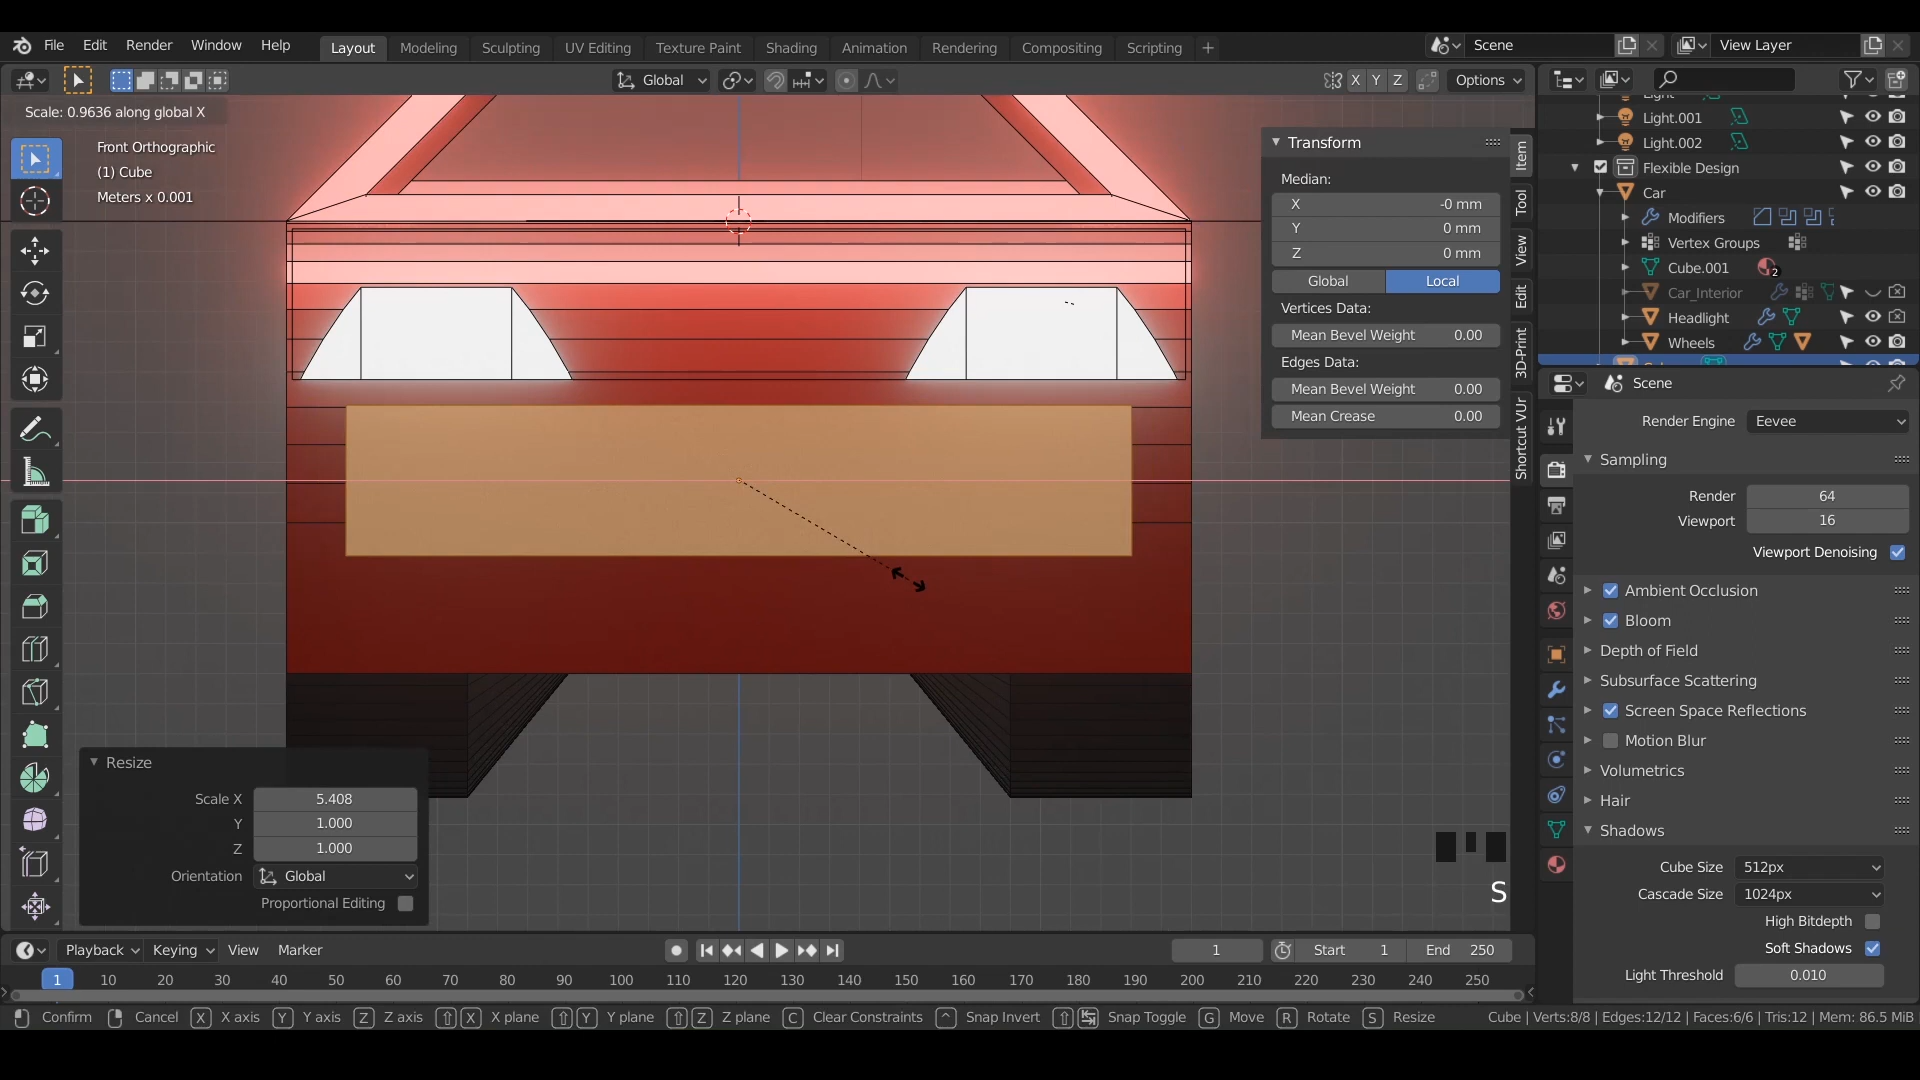 File Edit Render Window Help Layout Modeling Sculpting UV Editing Texture Paint Shading Animation Rendering Compositing Scripting + Scene View Layer
Global X Y Z Options
Scale: 0.9636 along global X
Front Orthographic
(1) Cube
Meters x 0.001
Transform
Median:
X -0 mm
Y 0 mm
Z 0 mm
Global Local
Vertices Data:
Mean Bevel Weight 0.00
Edges Data:
Mean Bevel Weight 0.00
Mean Crease 0.00
Item
Tool
View
Edit
3D-Print
Shortcut VUr
Light.001
Light.002
Flexible Design
Car
Modifiers
Vertex Groups
Cube.001 2
Car_Interior
Headlight
Wheels
Scene
Render Engine Eevee
Sampling
Render 64
Viewport 16
Viewport Denoising
Ambient Occlusion
Bloom
Depth of Field
Subsurface Scattering
Screen Space Reflections
Motion Blur
Volumetrics
Hair
Shadows
Cube Size 512px
Cascade Size 1024px
High Bitdepth
Soft Shadows
Light Threshold 0.010
Resize
Scale X 5.408
Y 1.000
Z 1.000
Orientation Global
Proportional Editing
S
Playback Keying View Marker 1 Start 1 End 250
1 10 20 30 40 50 60 70 80 90 100 110 120 130 140 150 160 170 180 190 200 210 220 230 240 250
Confirm Cancel X X axis Y Y axis Z Z axis X X plane Y Y plane Z Z plane C Clear Constraints ^ Snap Invert Snap Toggle G Move R Rotate S Resize Cube | Verts:8/8 | Edges:12/12 | Faces:6/6 | Tris:12 | Mem: 86.5 MiB